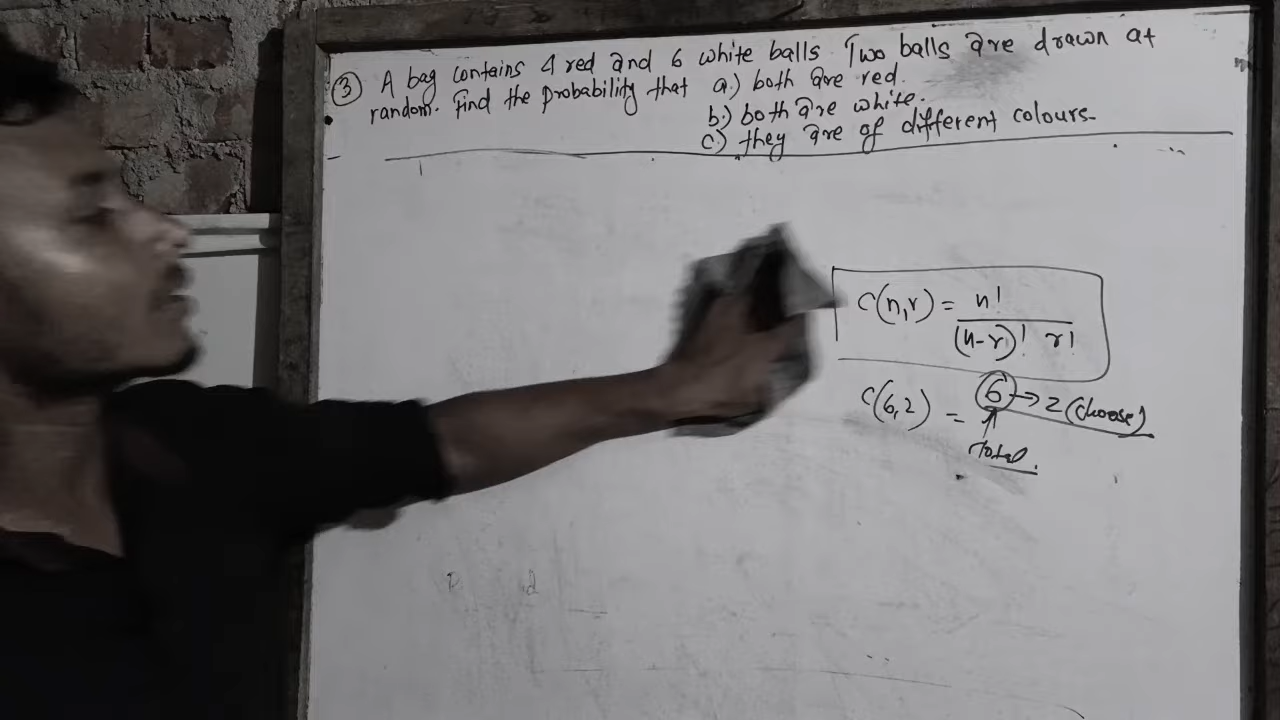 ③ A bag contains 4 red and 6 white balls Two balls are drawn at
random. Find the probability that a.) both are red.
b.) both are white.
c.) they are of different colours.
C(n,r) = n!
(n-r)! r!
C(6,2) = 6 → 2 (choose)
↑
Total.